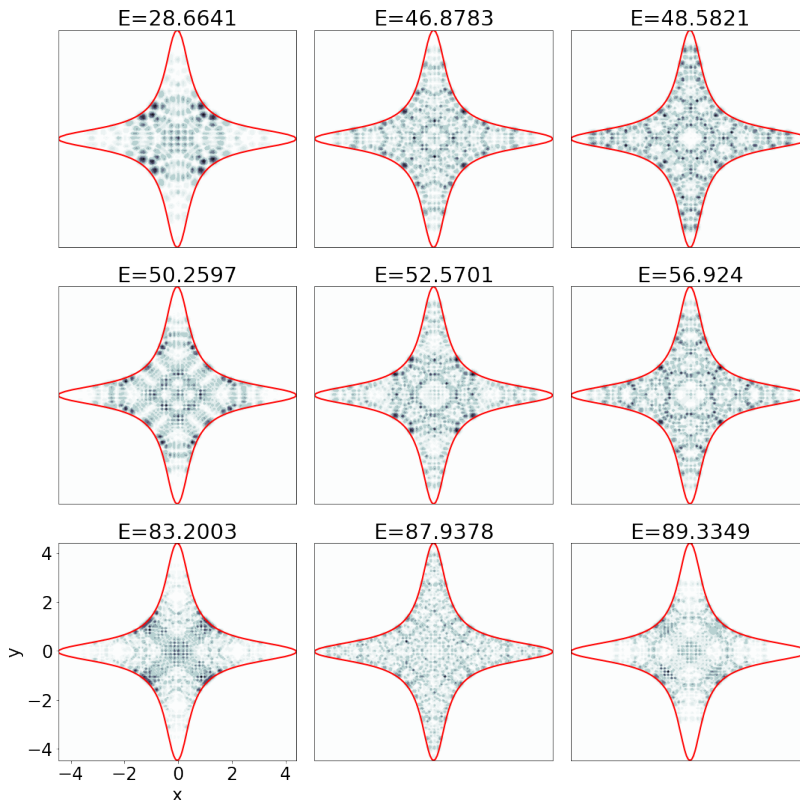 E=28.6641 E=46.8783 E=48.5821
E=50.2597 E=52.5701 E=56.924
E=83.2003 E=87.9378 E=89.3349
4
2
0
−2
−4
y
−4 −2 0 2 4
x